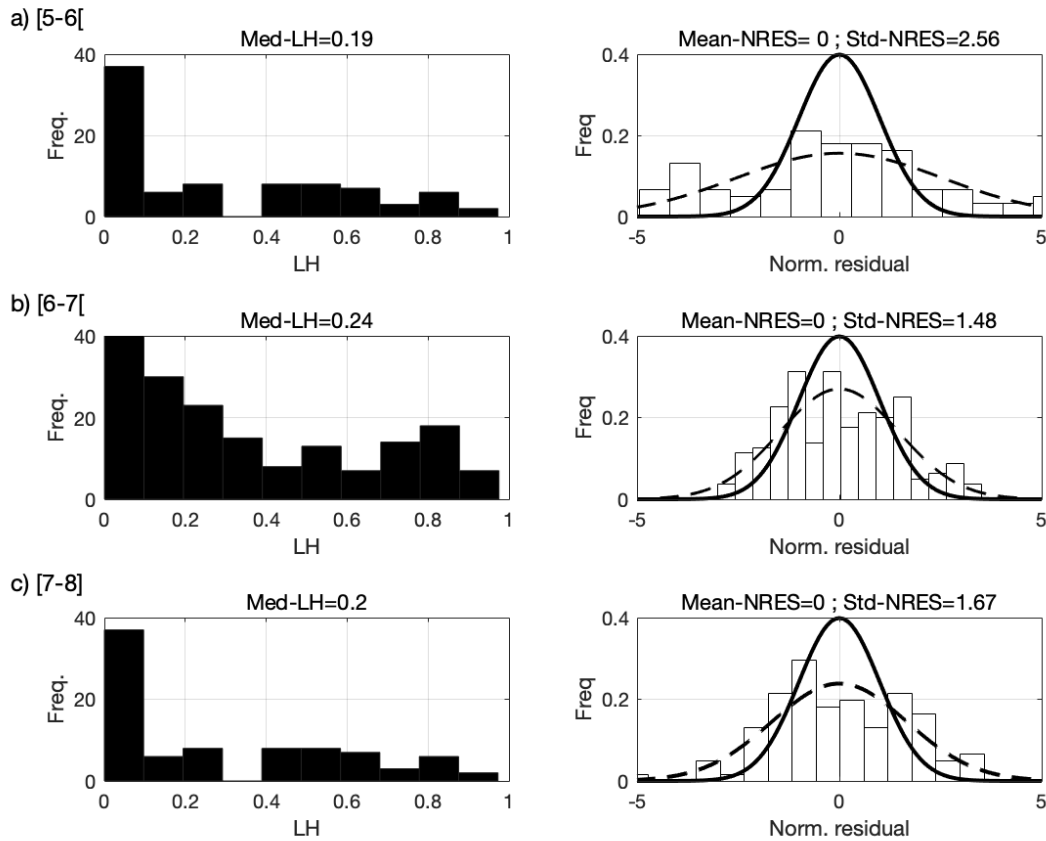 a) [5-6[
Med-LH=0.19
Mean-NRES= 0 ; Std-NRES=2.56
40
20
0
Freq.
0 0.2 0.4 0.6 0.8 1
LH
0.4
0.2
0
Freq
-5 0 5
Norm. residual
b) [6-7[
Med-LH=0.24
Mean-NRES=0 ; Std-NRES=1.48
40
20
0
Freq.
0 0.2 0.4 0.6 0.8 1
LH
0.4
0.2
0
Freq
-5 0 5
Norm. residual
c) [7-8]
Med-LH=0.2
Mean-NRES=0 ; Std-NRES=1.67
40
20
0
Freq.
0 0.2 0.4 0.6 0.8 1
LH
0.4
0.2
0
Freq
-5 0 5
Norm. residual